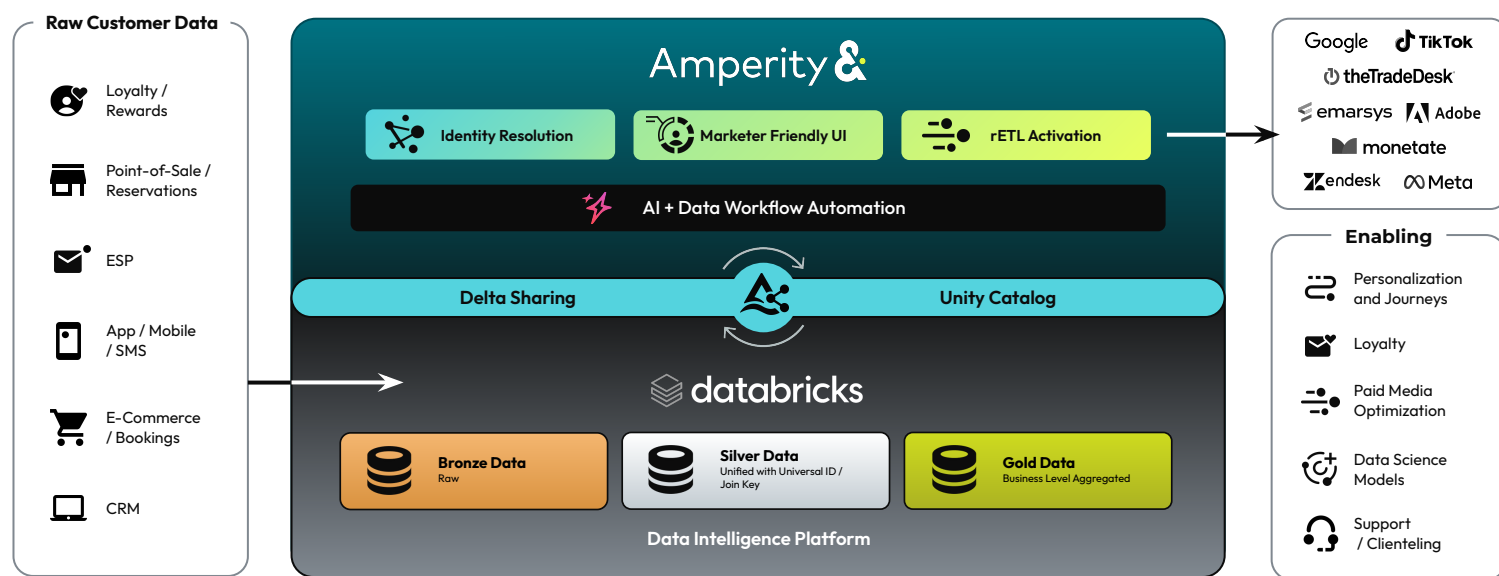 Raw Customer Data
Loyalty /
Rewards
Point-of-Sale /
Reservations
ESP
App / Mobile
/ SMS
E-Commerce
/ Bookings
CRM
Amperity
Identity Resolution
Marketer Friendly UI
rETL Activation
AI + Data Workflow Automation
Delta Sharing
Unity Catalog
databricks
Bronze Data
Raw
Silver Data
Unified with Universal ID /
Join Key
Gold Data
Business Level Aggregated
Data Intelligence Platform
Google
TikTok
theTradeDesk
emarsys
Adobe
monetate
zendesk
Meta
Enabling
Personalization
and Journeys
Loyalty
Paid Media
Optimization
Data Science
Models
Support
/ Clienteling